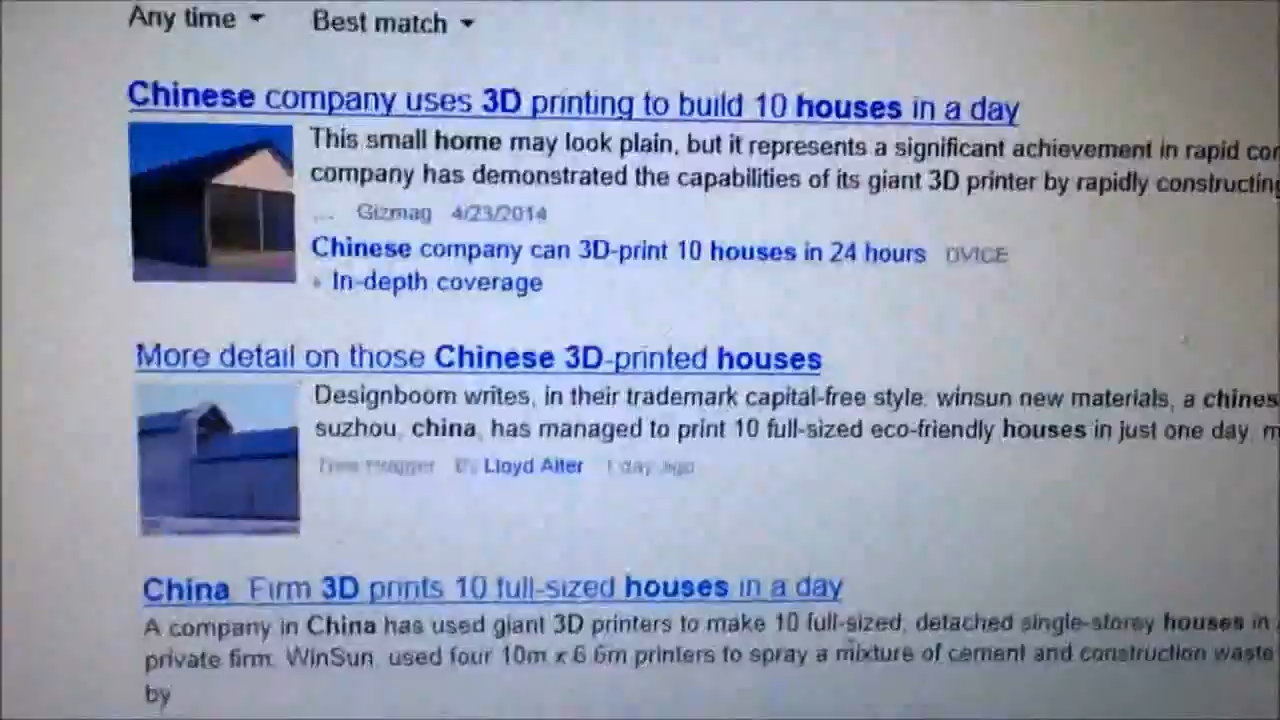 Any time Best match
Chinese company uses 3D printing to build 10 houses in a day
This small home may look plain, but it represents a significant achievement in rapid
company has demonstrated the capabilities of its giant 3D printer by rapidly constructing
... Gizmag 4/23/2014
Chinese company can 3D-print 10 houses in 24 hours DVICE
In-depth coverage
More detail on those Chinese 3D-printed houses
Designboom writes, in their trademark capital-free style: winsun new materials, a chines
suzhou, china, has managed to print 10 full-sized eco-friendly houses in just one day. m
By Lloyd Alter 1 day ago
China: Firm 3D prints 10 full-sized houses in a day
A company in China has used giant 3D printers to make 10 full-sized, detached single-storey houses in
private firm, WinSun, used four 10m x 6.6m printers to spray a mixture of cement and construction waste
by